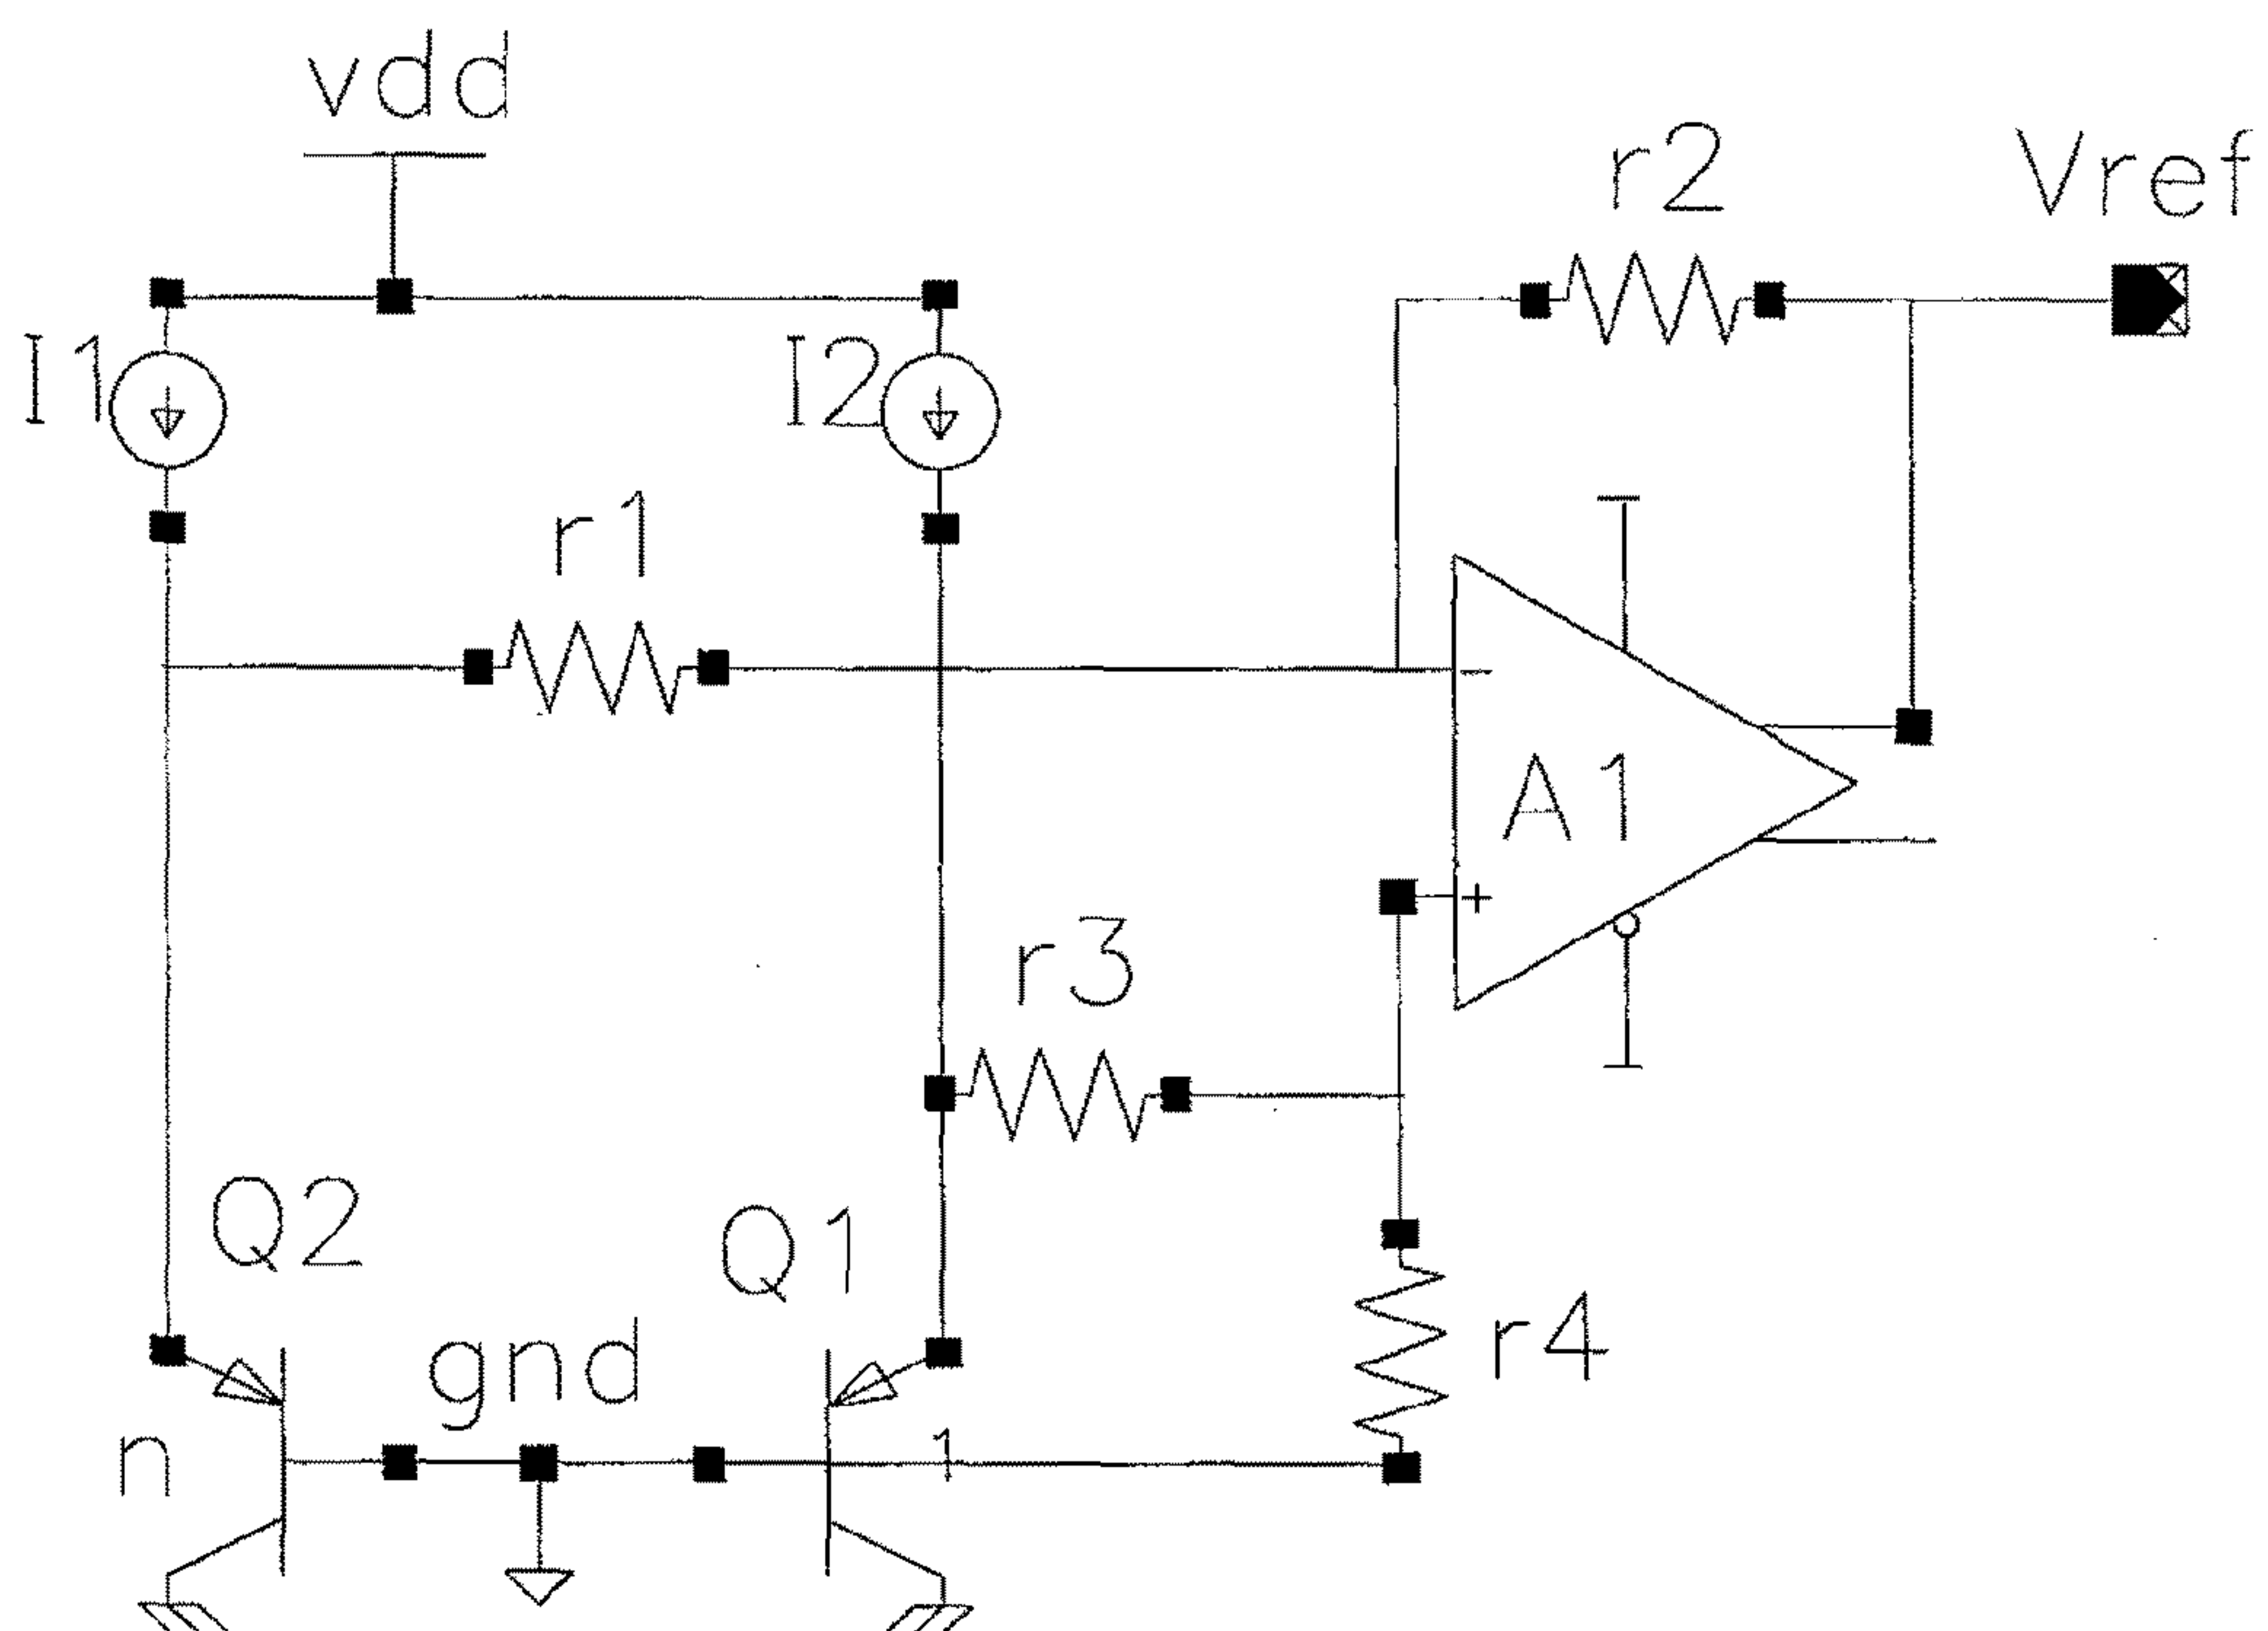 vdd
r2
Vref
I1
I2
r1
-
A1
+
r3
Q2
Q1
gnd
r4
n
1